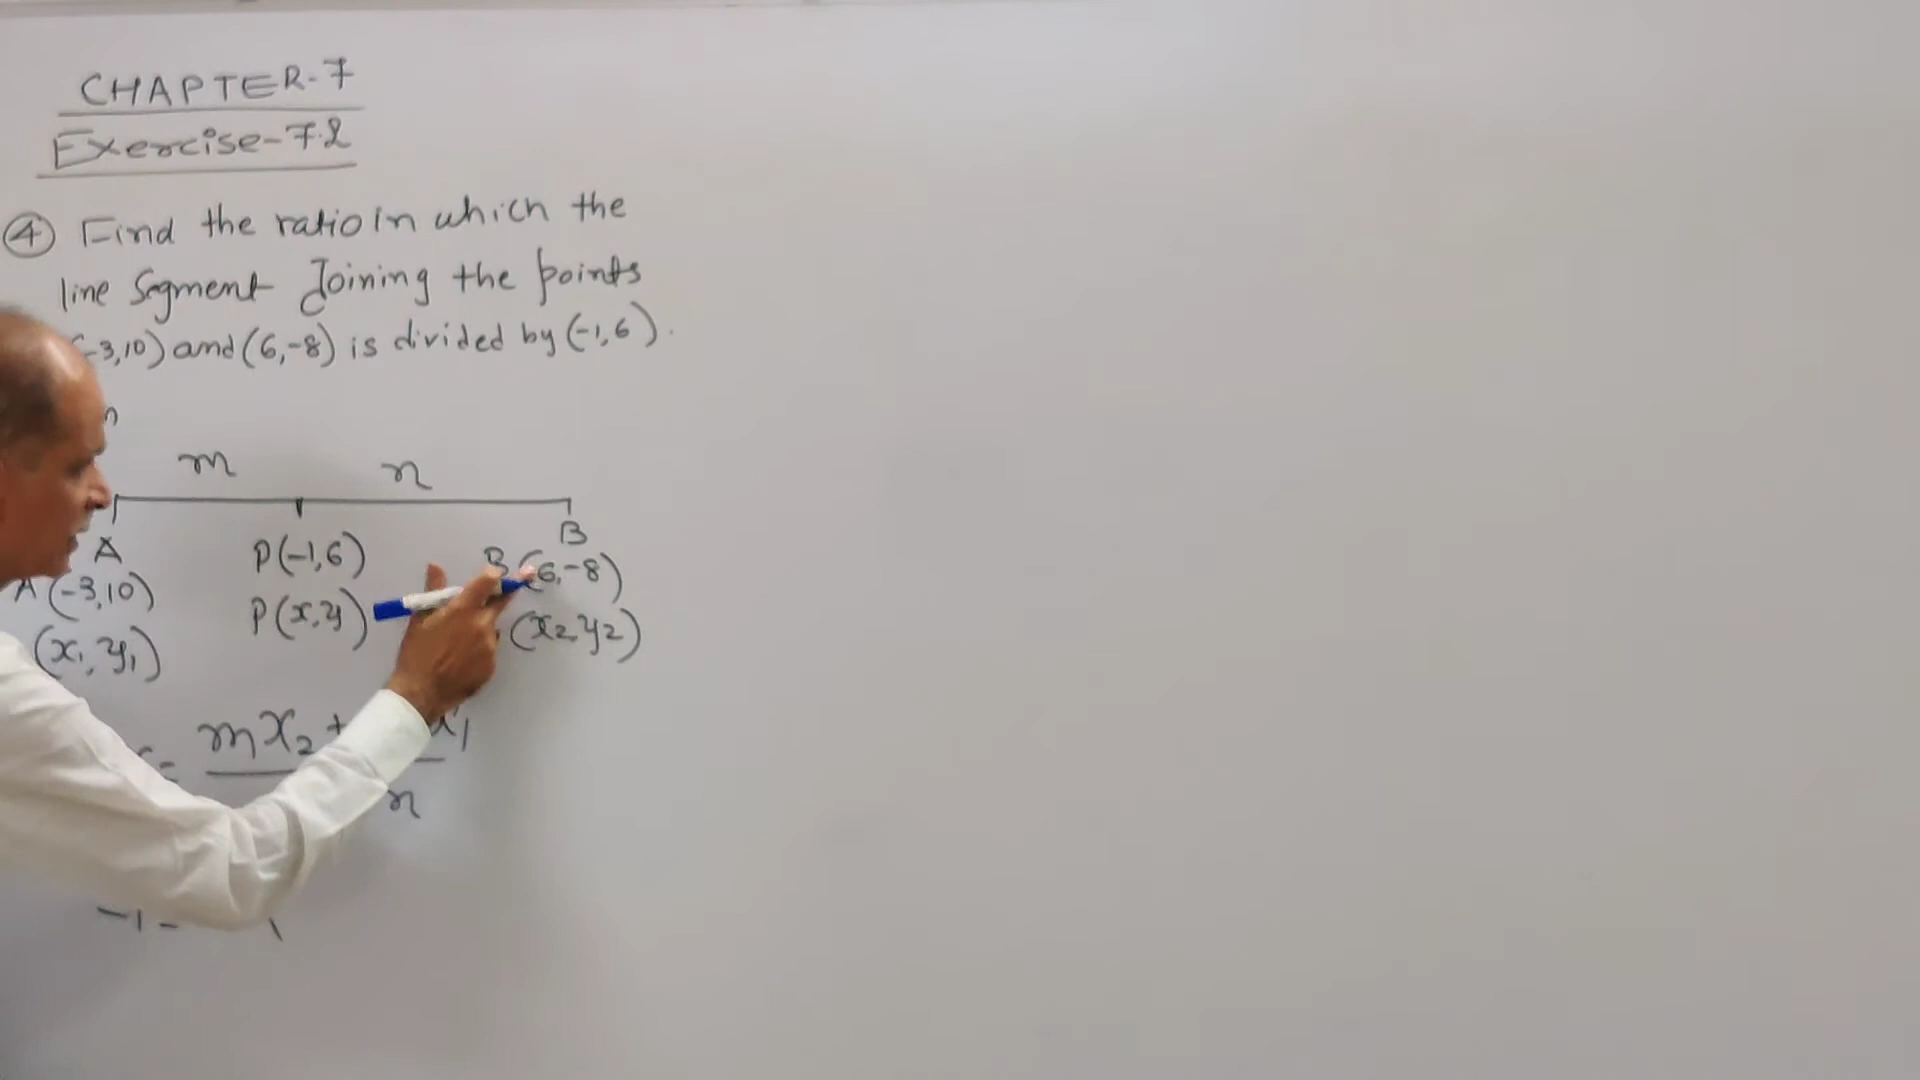 CHAPTER-7
Exercise-7.2
④ Find the ratio in which the
line Segment Joining the points
-3,10) and (6,-8) is divided by (-1,6).
m n
A B
A(-3,10) P(-1,6) B(6,-8)
(x₁,y₁) P(x,y) (x₂,y₂)
= mx₂+ x₁
n
-1=